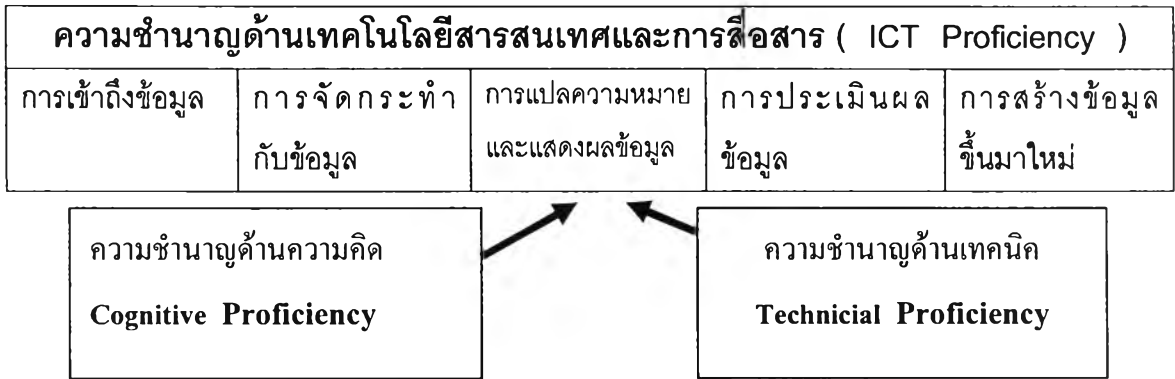 ความชำนาญด้านเทคโนโลยีสารสนเทศและการสื่อสาร ( ICT Proficiency )
การเข้าถึงข้อมูล
การจัดกระทำ
กับข้อมูล
การแปลความหมาย
และแสดงผลข้อมูล
การประเมินผล
ข้อมูล
การสร้างข้อมูล
ขึ้นมาใหม่
ความชำนาญด้านความคิด
Cognitive Proficiency
ความชำนาญด้านเทคนิค
Technicial Proficiency